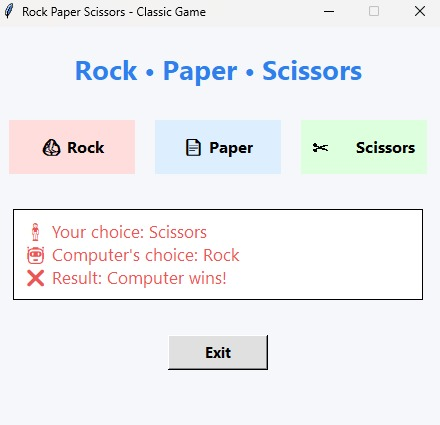 Rock Paper Scissors - Classic Game
Rock • Paper • Scissors
Rock Paper Scissors
Your choice: Scissors
Computer's choice: Rock
Result: Computer wins!
Exit